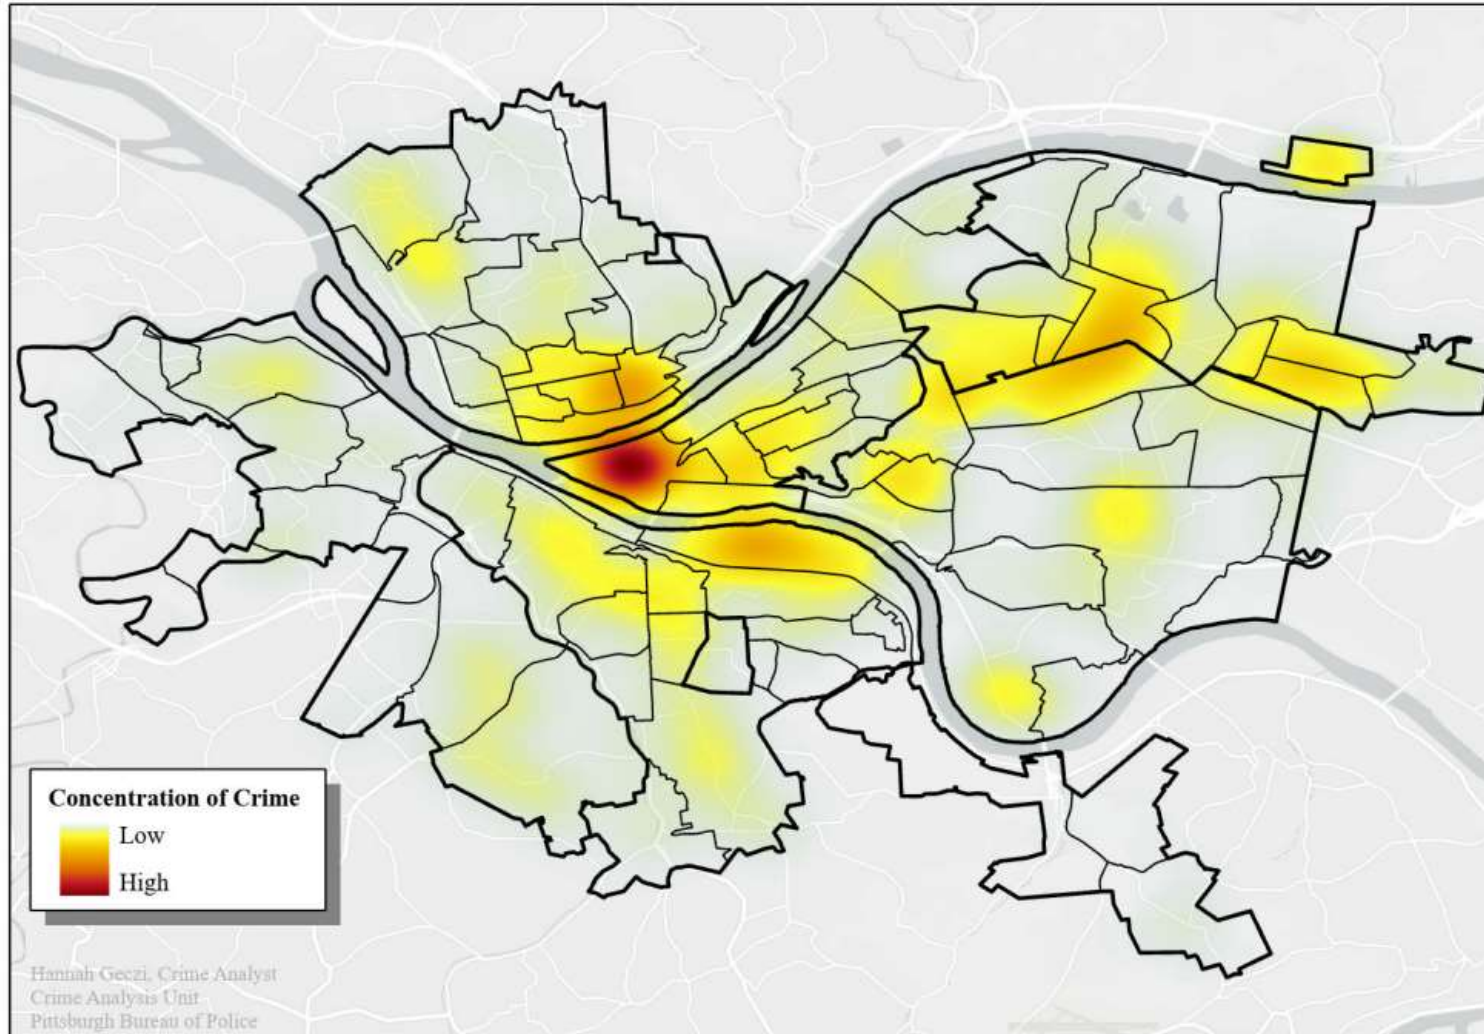 Concentration of Crime
Low
High
Hannah Geczi, Crime Analyst
Crime Analysis Unit
Pittsburgh Bureau of Police